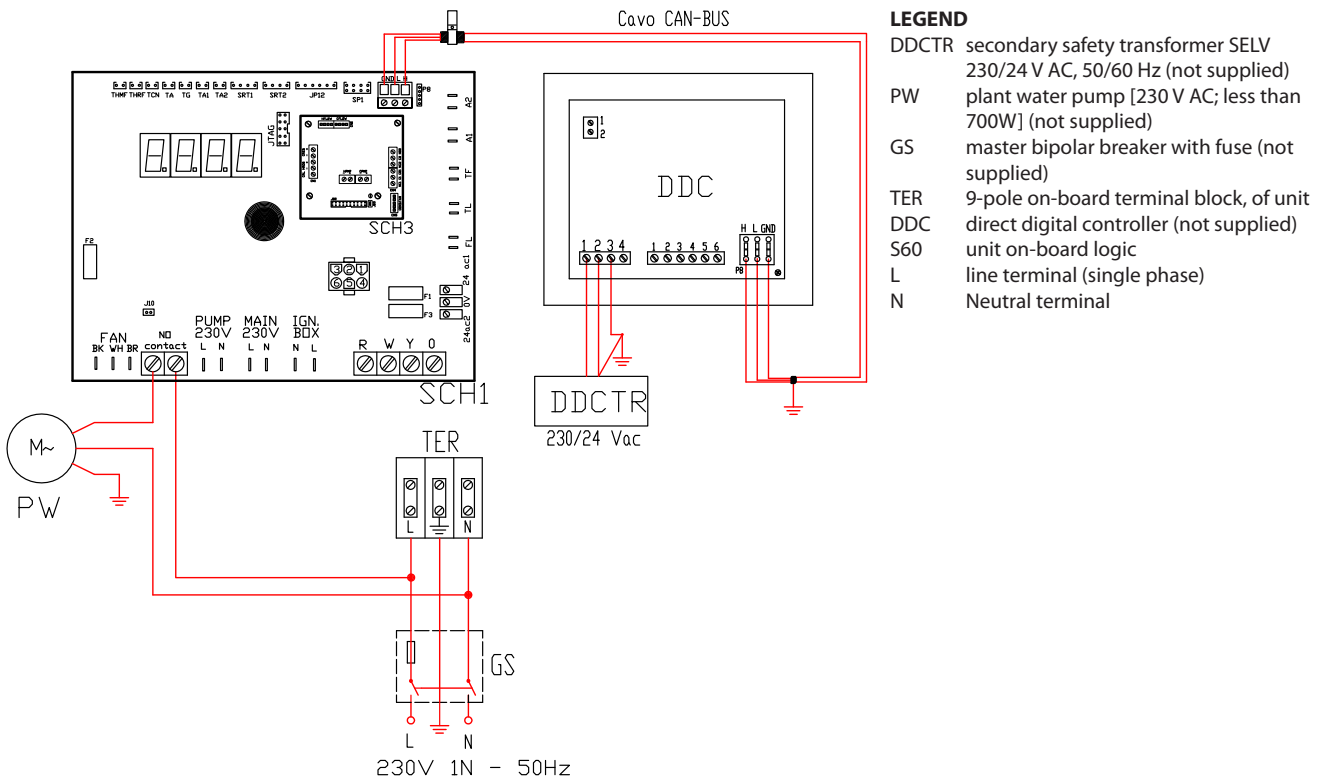 Cavo CAN-BUS
GND L H
THMF THRF TCN TA TG TA1 TA2 SRT1 SRT2 JP12 SP1
P8
JTAG
A2
A1
TF
TL
FL
SCH3
F2
J10
3 2 1
6 5 4
F1
F3
24 ac1
0V
24ac2
FAN
BK WH BR
NO
contact
PUMP
230V
L N
MAIN
230V
L N
IGN.
BOX
N L
R W Y O
SCH1
M~
PW
TER
L
N
GS
L N
230V 1N - 50Hz
1
2
DDC
1 2 3 4
1 2 3 4 5 6
H L GND
P8
DDCTR
230/24 Vac
LEGEND
DDCTR secondary safety transformer SELV
230/24 V AC, 50/60 Hz (not supplied)
PW plant water pump [230 V AC; less than
700W] (not supplied)
GS master bipolar breaker with fuse (not
supplied)
TER 9-pole on-board terminal block, of unit
DDC direct digital controller (not supplied)
S60 unit on-board logic
L line terminal (single phase)
N Neutral terminal